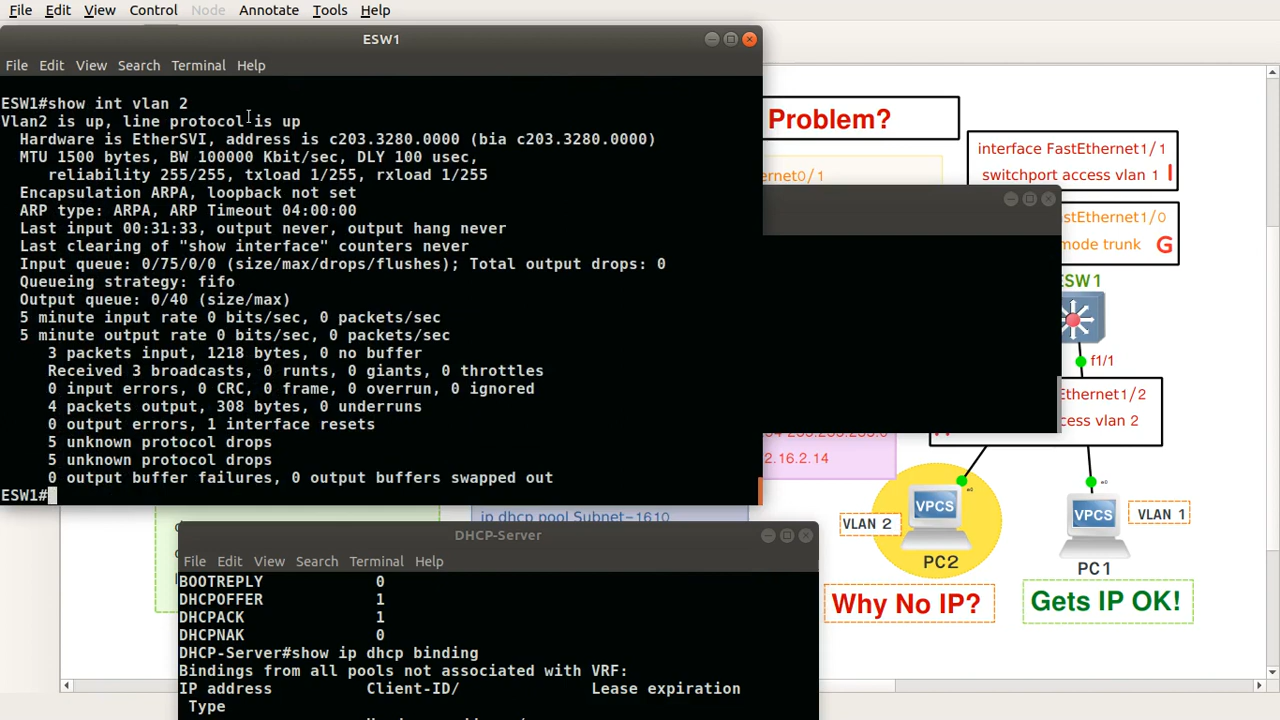 File Edit View Control Node Annotate Tools Help
ESW1
File Edit View Search Terminal Help
ESW1#show int vlan 2
Vlan2 is up, line protocol is up
Hardware is EtherSVI, address is c203.3280.0000 (bia c203.3280.0000)
MTU 1500 bytes, BW 100000 Kbit/sec, DLY 100 usec,
reliability 255/255, txload 1/255, rxload 1/255
Encapsulation ARPA, loopback not set
ARP type: ARPA, ARP Timeout 04:00:00
Last input 00:31:33, output never, output hang never
Last clearing of "show interface" counters never
Input queue: 0/75/0/0 (size/max/drops/flushes); Total output drops: 0
Queueing strategy: fifo
Output queue: 0/40 (size/max)
5 minute input rate 0 bits/sec, 0 packets/sec
5 minute output rate 0 bits/sec, 0 packets/sec
3 packets input, 1218 bytes, 0 no buffer
Received 3 broadcasts, 0 runts, 0 giants, 0 throttles
0 input errors, 0 CRC, 0 frame, 0 overrun, 0 ignored
4 packets output, 308 bytes, 0 underruns
0 output errors, 1 interface resets
5 unknown protocol drops
5 unknown protocol drops
0 output buffer failures, 0 output buffers swapped out
ESW1#
Problem?
ernet0/1
interface FastEthernet1/1
switchport access vlan 1 I
stEthernet1/0
mode trunk G
ESW1
f1/1
Ethernet1/2
cess vlan 2
2.16.2.14
ip dhcp pool Subnet-1610
VLAN 2
VPCS
PC2
e0
VPCS
PC1
e0
VLAN 1
Why No IP?
Gets IP OK!
DHCP-Server
File Edit View Search Terminal Help
BOOTREPLY 0
DHCPOFFER 1
DHCPACK 1
DHCPNAK 0
DHCP-Server#show ip dhcp binding
Bindings from all pools not associated with VRF:
IP address Client-ID/ Lease expiration
Type